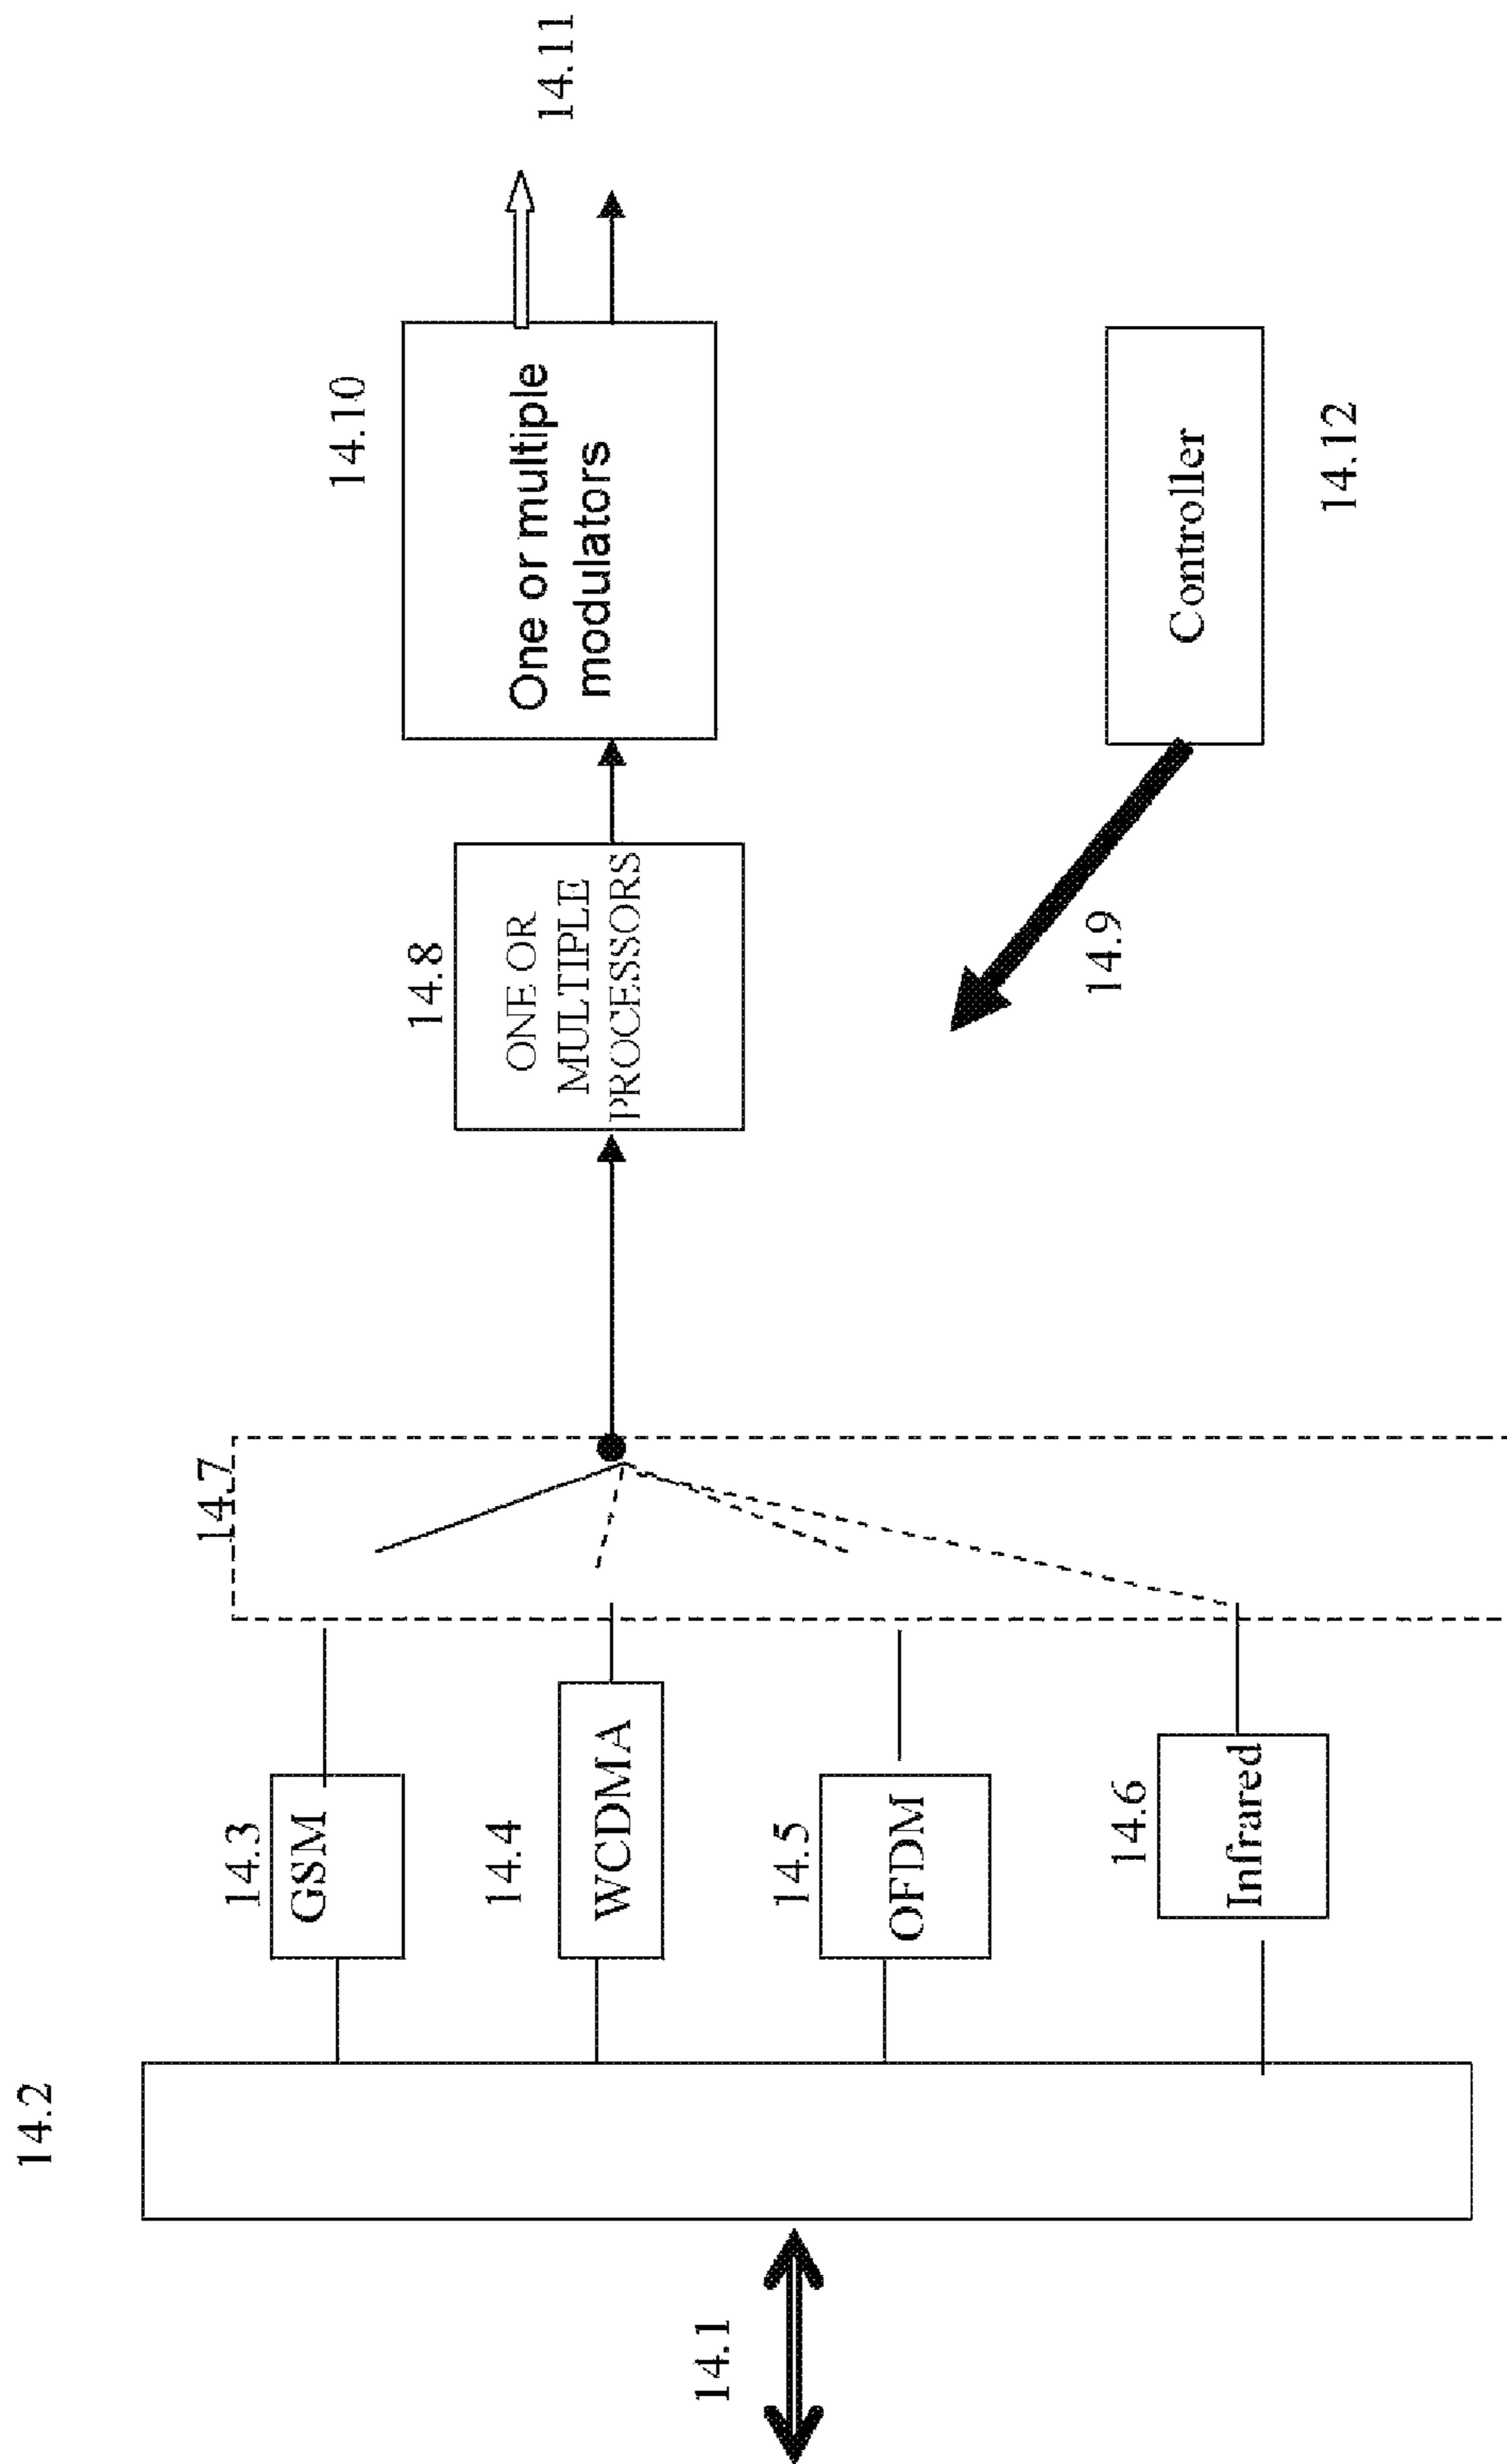 14.1
14.2
14.3
GSM
14.4
WCDMA
14.5
OFDM
14.6
Infrared
14.7
14.8
ONE OR
MULTIPLE
PROCESSORS
14.9
14.10
One or multiple
modulators
14.11
Controller
14.12